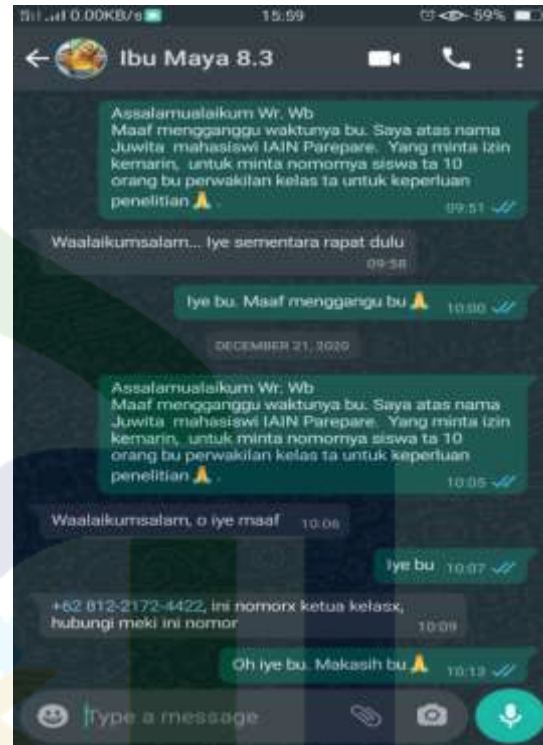 0.00KB/s 15:59 59%
Ibu Maya 8.3
Assalamualaikum Wr. Wb
Maaf mengganggu waktunya bu. Saya atas nama
Juwita mahasiswi IAIN Parepare. Yang minta izin
kemarin, untuk minta nomornya siswa ta 10
orang bu perwakilan kelas ta untuk keperluan
penelitian🙏.
09:51
Waalaikumsalam... Iye sementara rapat dulu
09:58
Iye bu. Maaf menggangu bu🙏 10:00
DECEMBER 21, 2020
Assalamualaikum Wr. Wb
Maaf mengganggu waktunya bu. Saya atas nama
Juwita mahasiswi IAIN Parepare. Yang minta izin
kemarin, untuk minta nomornya siswa ta 10
orang bu perwakilan kelas ta untuk keperluan
penelitian🙏.
10:05
Waalaikumsalam, o iye maaf 10:06
Iye bu 10:07
+62 812-2172-4422, ini nomorx ketua kelasx,
hubungi meki ini nomor 10:09
Oh iye bu. Makasih bu🙏 10:13
Type a message